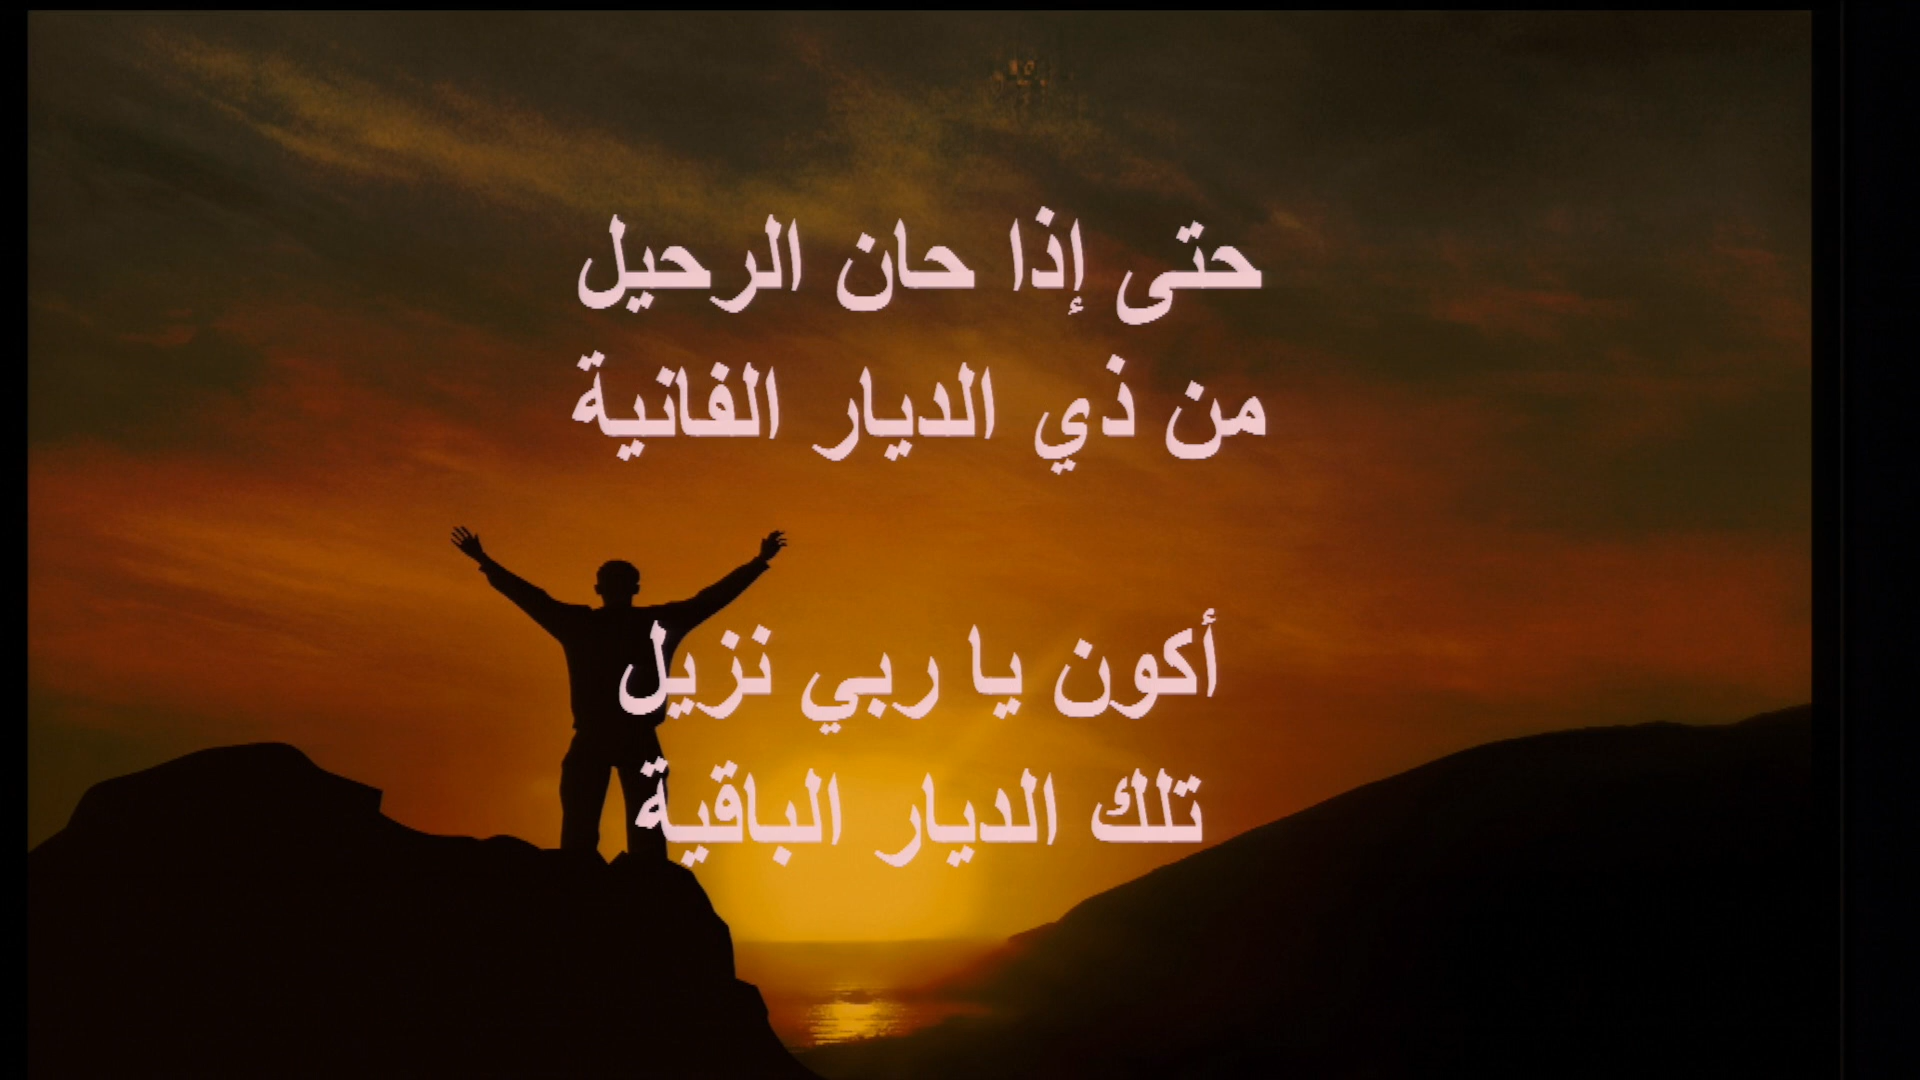 حتى إذا حان الرحيل
من ذي الديار الفانية
أكون يا ربي نزيل
تلك الديار الباقية